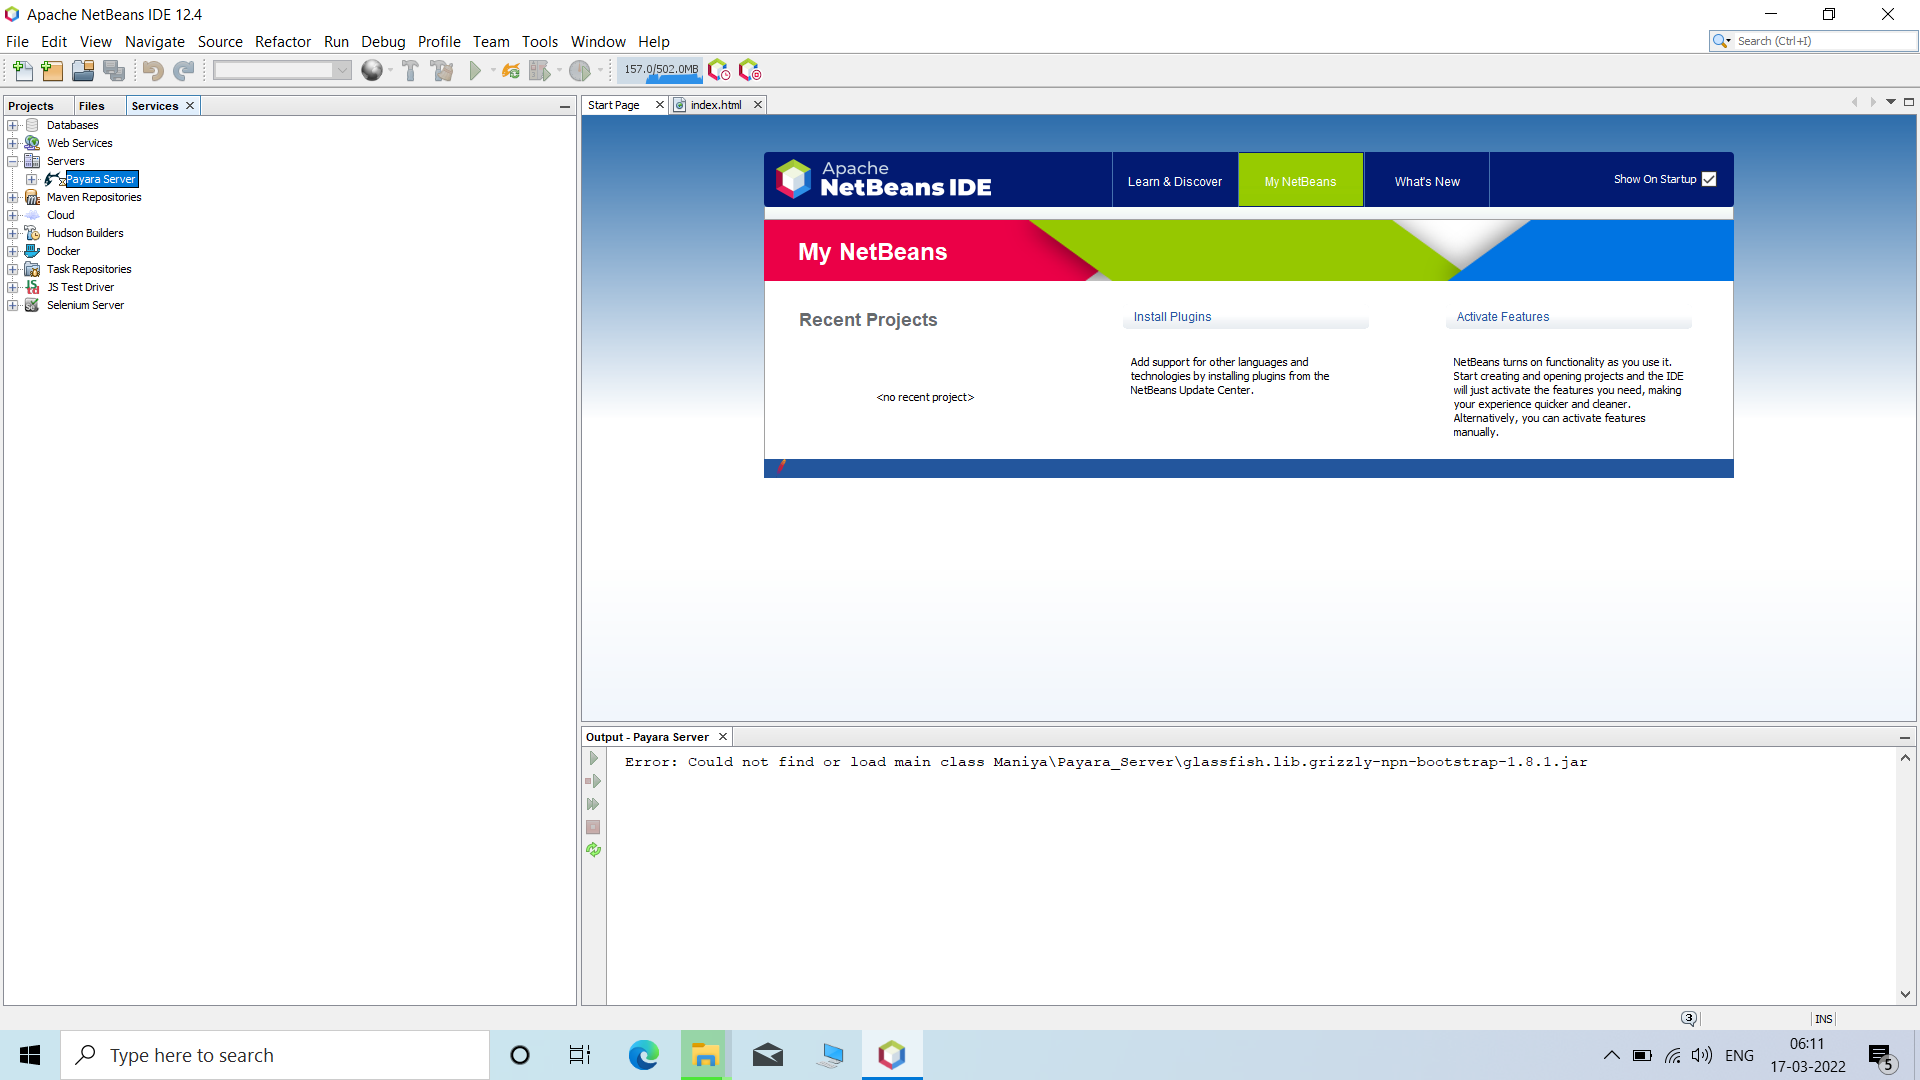 Apache NetBeans IDE 12.4
File Edit View Navigate Source Refactor Run Debug Profile Team Tools Window Help
Search (Ctrl+I)
157.0/502.0MB
Projects Files Services
Databases
Web Services
Servers
Payara Server
Maven Repositories
Cloud
Hudson Builders
Docker
Task Repositories
JS Test Driver
Selenium Server
Start Page index.html
Apache
NetBeans IDE
Learn & Discover
My NetBeans
What's New
Show On Startup
My NetBeans
Recent Projects
<no recent project>
Install Plugins
Add support for other languages and
technologies by installing plugins from the
NetBeans Update Center.
Activate Features
NetBeans turns on functionality as you use it.
Start creating and opening projects and the IDE
will just activate the features you need, making
your experience quicker and cleaner.
Alternatively, you can activate features
manually.
Output - Payara Server
Error: Could not find or load main class Maniya\Payara_Server\glassfish.lib.grizzly-npn-bootstrap-1.8.1.jar
3
INS
Type here to search
ENG
06:11
17-03-2022
5